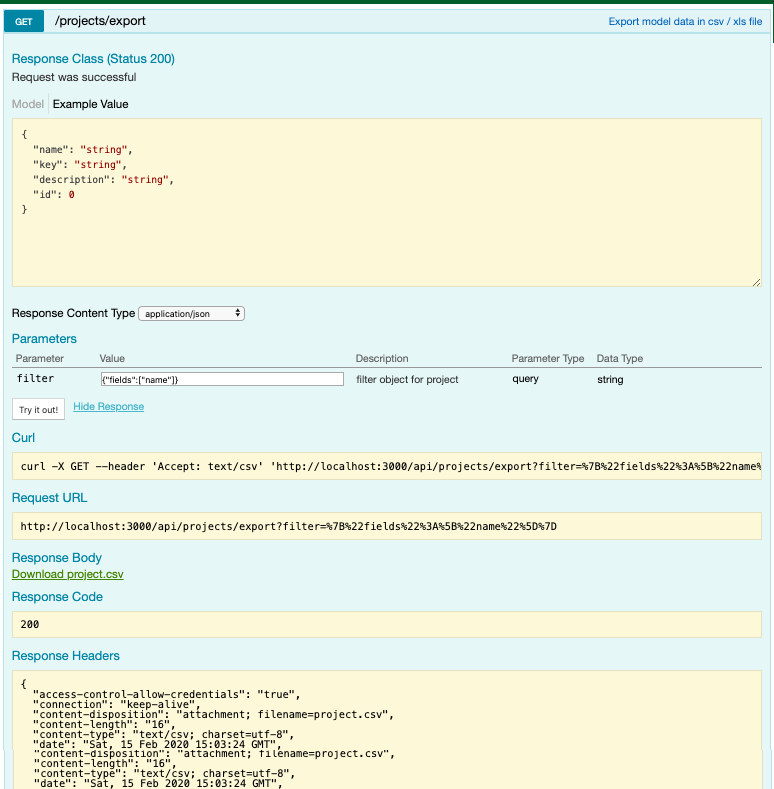 GET /projects/export Export model data in csv / xls file
Response Class (Status 200)
Request was successful
Model Example Value
{
"name": "string",
"key": "string",
"description": "string",
"id": 0
}
Response Content Type application/json
Parameters
Parameter Value Description Parameter Type Data Type
filter {"fields":["name"]} filter object for project query string
Try it out! Hide Response
Curl
curl -X GET --header 'Accept: text/csv' 'http://localhost:3000/api/projects/export?filter=%7B%22fields%22%3A%5B%22name%
Request URL
http://localhost:3000/api/projects/export?filter=%7B%22fields%22%3A%5B%22name%22%5D%7D
Response Body
Download project.csv
Response Code
200
Response Headers
{
"access-control-allow-credentials": "true",
"connection": "keep-alive",
"content-disposition": "attachment; filename=project.csv",
"content-length": "16",
"content-type": "text/csv; charset=utf-8",
"date": "Sat, 15 Feb 2020 15:03:24 GMT",
"content-disposition": "attachment; filename=project.csv",
"content-length": "16",
"content-type": "text/csv; charset=utf-8",
"date": "Sat, 15 Feb 2020 15:03:24 GMT",